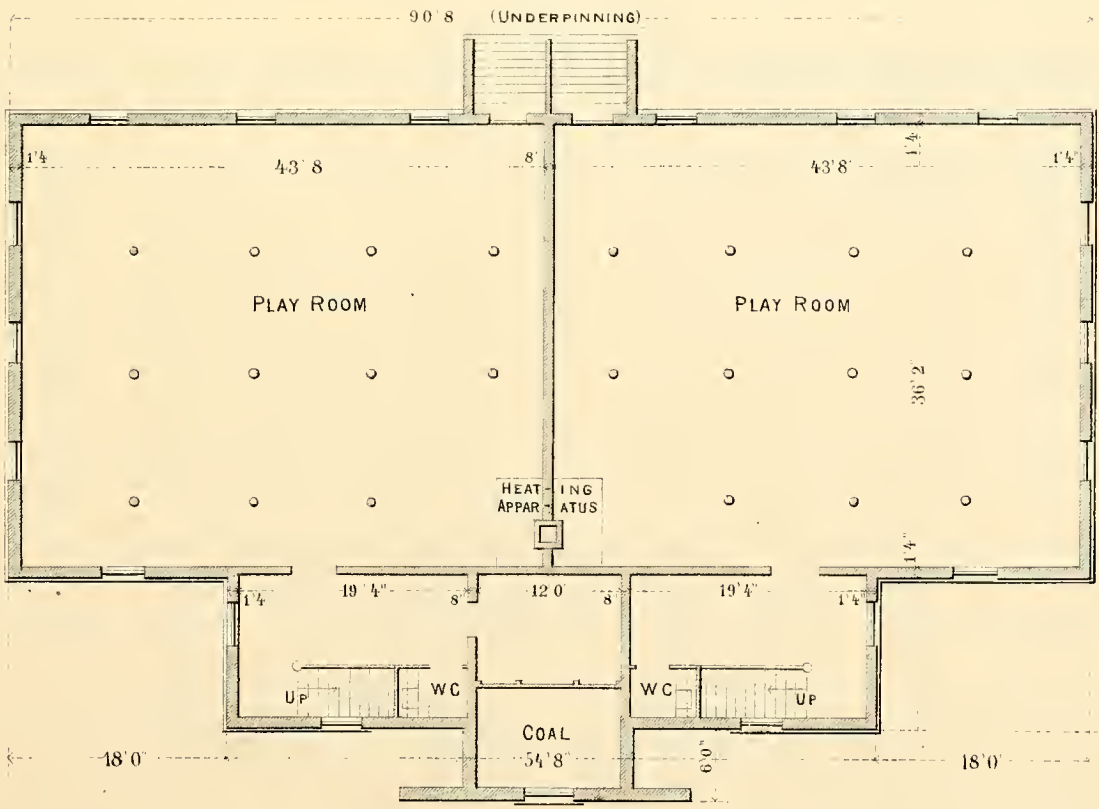 90'8 (UNDERPINNING)
1'4 43'8 8' 43'8' 1'4 1'4"
PLAY ROOM PLAY ROOM
36'2"
HEAT-ING
APPAR-ATUS
1'4"
1'4 19'4" 8' 12'0 8' 19'4" 1'4"
UP WC WC UP
COAL
18'0" 54'8" 6'0" 18'0'